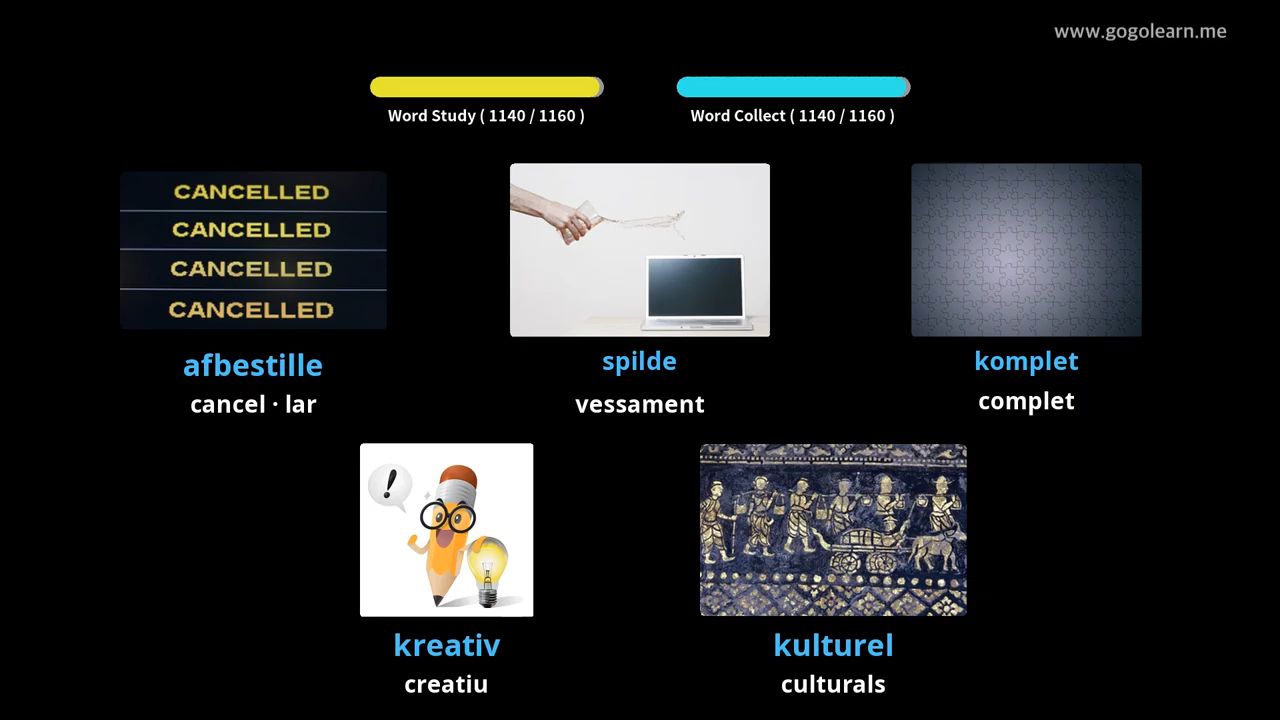 www.gogolearn.me
Word Study ( 1140 / 1160 )
Word Collect ( 1140 / 1160 )
CANCELLED
CANCELLED
CANCELLED
CANCELLED
afbestille
cancel · lar
spilde
vessament
komplet
complet
!
kreativ
creatiu
kulturel
culturals